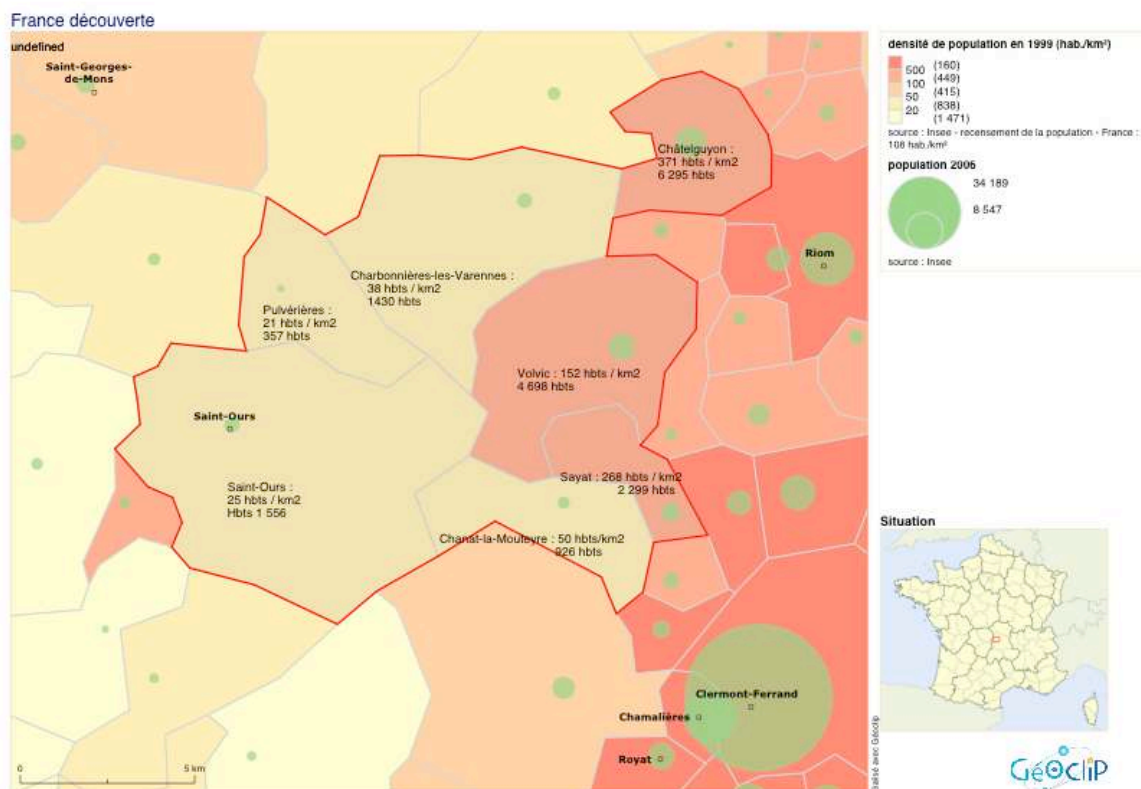 France découverte
undefined
Saint-Georges-
de-Mons
Châtelguyon :
371 hbts / km2
6 295 hbts
Riom
Charbonnières-les-Varennes :
38 hbts / km2
1430 hbts
Pulvérières :
21 hbts / km2
357 hbts
Volvic : 152 hbts / km2
4 698 hbts
Saint-Ours
Sayat : 268 hbts / km2
2 299 hbts
Saint-Ours :
25 hbts / km2
Hbts 1 556
Chanat-la-Mouteyre : 50 hbts/km2
926 hbts
Clermont-Ferrand
Chamalières
Royat
0 5 km
densité de population en 1999 (hab./km²)
(160)
500
(449)
100
(415)
50
(838)
20
(1 471)
source : Insee - recensement de la population - France :
108 hab./km²
population 2006
34 189
8 547
source : Insee
Situation
réalisé avec Géoclip
GÉOCLIP